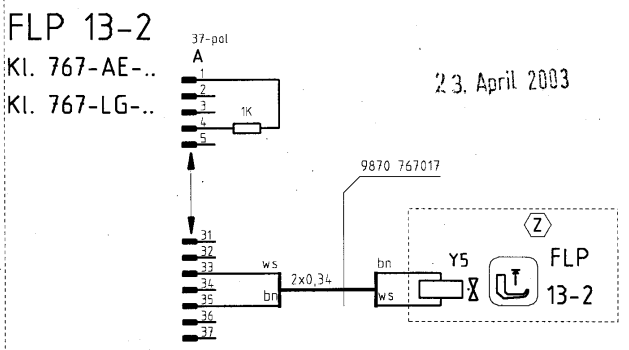 FLP 13-2
Kl. 767-AE-..
Kl. 767-LG-..
37-pol
A
1
2
3
4
5
1K
23. April 2003
9870 767017
31
32
33
34
35
36
37
ws
bn
2x0,34
bn
ws
Z
Y5
FLP
13-2